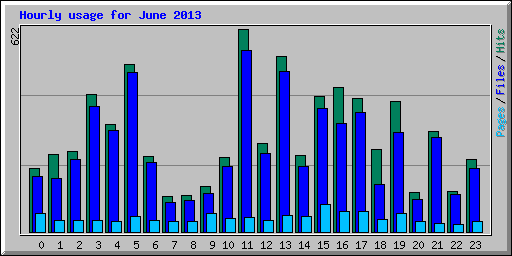 Hourly usage for June 2013
622
Pages/Files/Hits
0 1 2 3 4 5 6 7 8 9 10 11 12 13 14 15 16 17 18 19 20 21 22 23